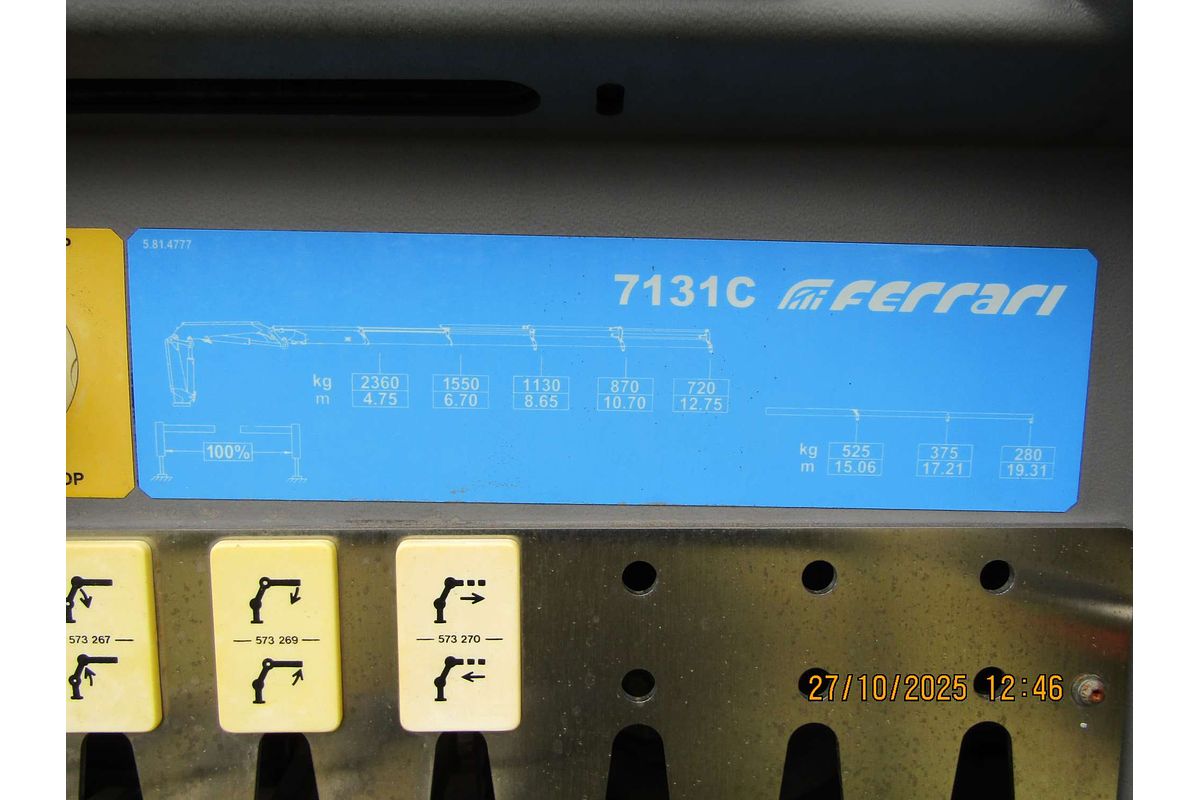 P
OP
5.81.4777
7131C Ferrari
kg 2360 1550 1130 870 720
m 4.75 6.70 8.65 10.70 12.75
100%
kg 525 375 280
m 15.06 17.21 19.31
573 267
573 269
573 270
27/10/2025 12:46